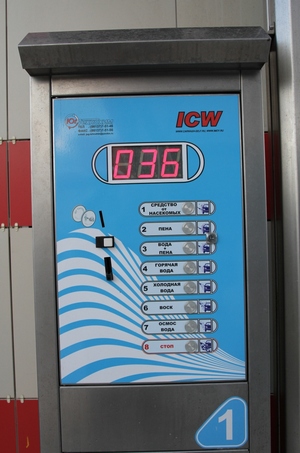 ICW
036
1 СРЕДСТВО
от
НАСЕКОМЫХ
2 ПЕНА
3 ВОДА
+
ПЕНА
4 ГОРЯЧАЯ
ВОДА
5 ХОЛОДНАЯ
ВОДА
6 ВОСК
7 ОСМОС
ВОДА
8 СТОП
1